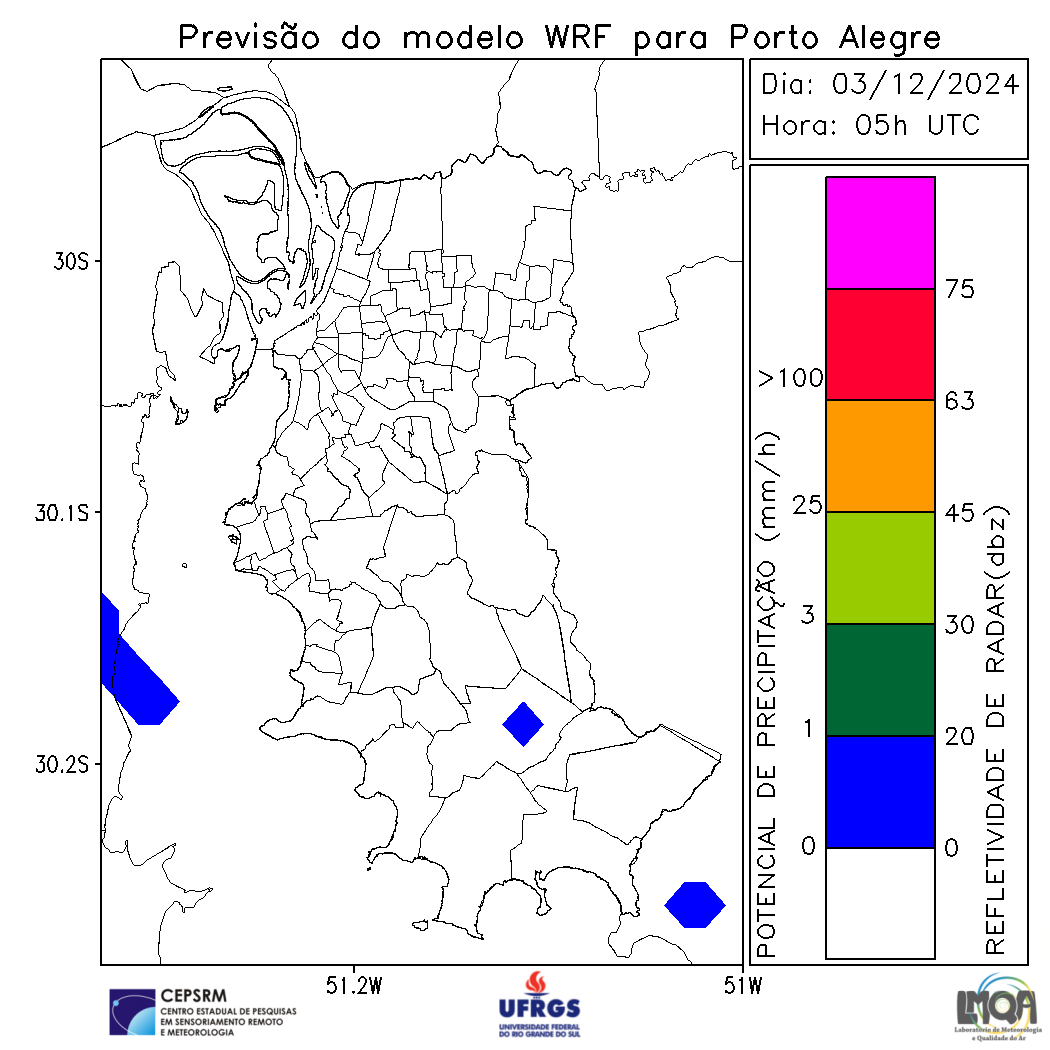 Previsão do modelo WRF para Porto Alegre
Dia: 03/12/2024
Hora: 05h UTC
30S
30.1S
30.2S
51.2W
51W
POTENCIAL DE PRECIPITAÇÃO (mm/h)
>100
25
3
1
0
75
63
45
30
20
0
REFLETIVIDADE DE RADAR(dbz)
CEPSRM
CENTRO ESTADUAL DE PESQUISAS
EM SENSORIAMENTO REMOTO
E METEOROLOGIA
UFRGS
UNIVERSIDADE FEDERAL
DO RIO GRANDE DO SUL
LMQA
Laboratório de Meteorologia
e Qualidade do Ar